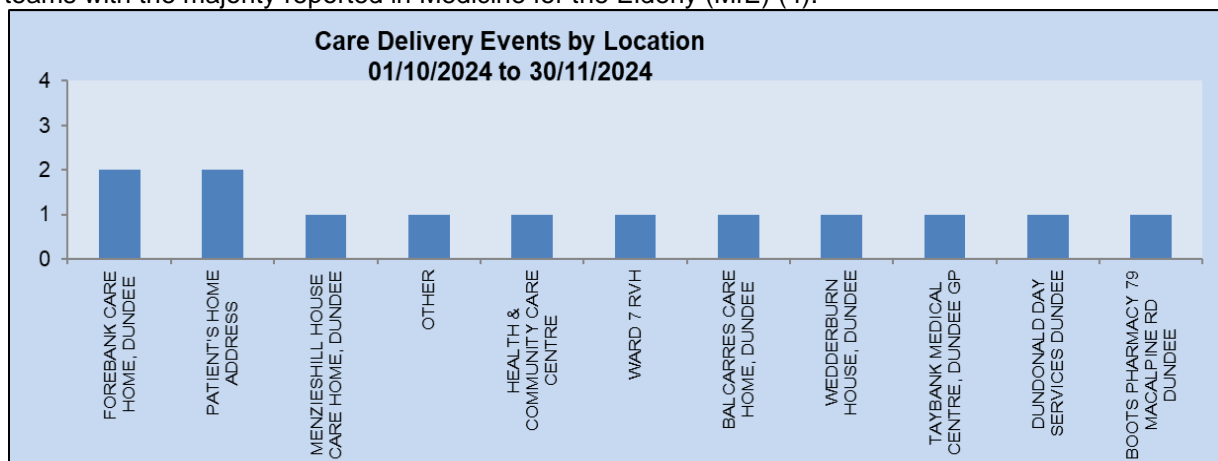 teams with the majority reported in Medicine for the Elderly (MfE) (4).
Care Delivery Events by Location
01/10/2024 to 30/11/2024
4
3
2
1
0
FOREBANK CARE
HOME, DUNDEE
PATIENT'S HOME
ADDRESS
MENZIESHILL HOUSE
CARE HOME, DUNDEE
OTHER
HEALTH &
COMMUNITY CARE
CENTRE
WARD 7 RVH
BALCARRES CARE
HOME, DUNDEE
WEDDERBURN
HOUSE, DUNDEE
TAYBANK MEDICAL
CENTRE, DUNDEE GP
DUNDONALD DAY
SERVICES DUNDEE
BOOTS PHARMACY 79
MACALPINE RD
DUNDEE